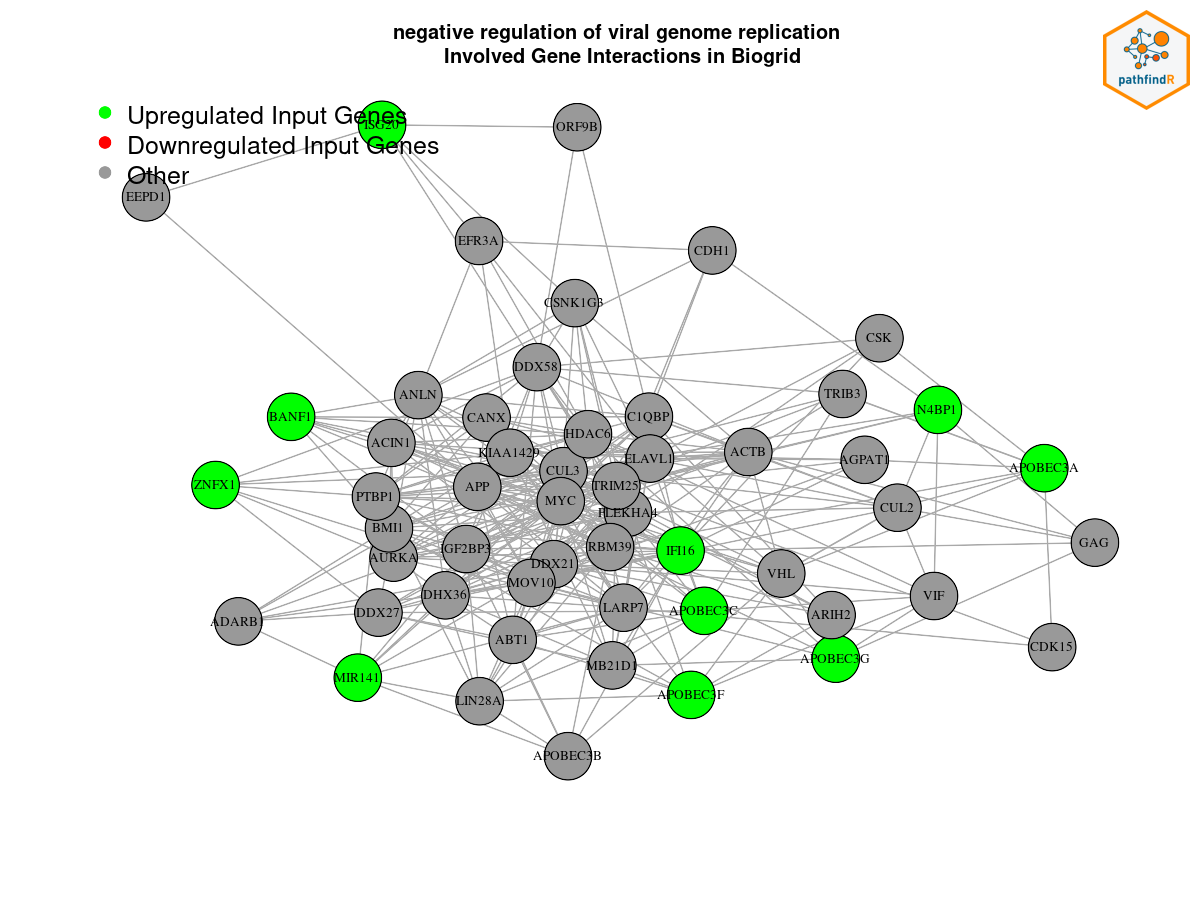 negative regulation of viral genome replication
Involved Gene Interactions in Biogrid
pathfindR
Upregulated Input Genes
Downregulated Input Genes
Other
ISG20
ORF9B
EEPD1
EFR3A
CDH1
CSNK1G3
CSK
DDX58
TRIB3
ANLN
N4BP1
BANF1
CANX
C1QBP
HDAC6
ACIN1
KIAA1429
ACTB
ELAVL1
AGPAT1
APOBEC3A
CUL3
ZNFX1
APP
TRIM25
PTBP1
MYC
CUL2
PLEKHA4
BMI1
GAG
IGF2BP3
RBM39
IFI16
AURKA
DDX21
VHL
MOV10
DHX36
VIF
LARP7
APOBEC3C
DDX27
ARIH2
ADARB1
ABT1
CDK15
APOBEC3G
MB21D1
MIR141
APOBEC3F
LIN28A
APOBEC3B